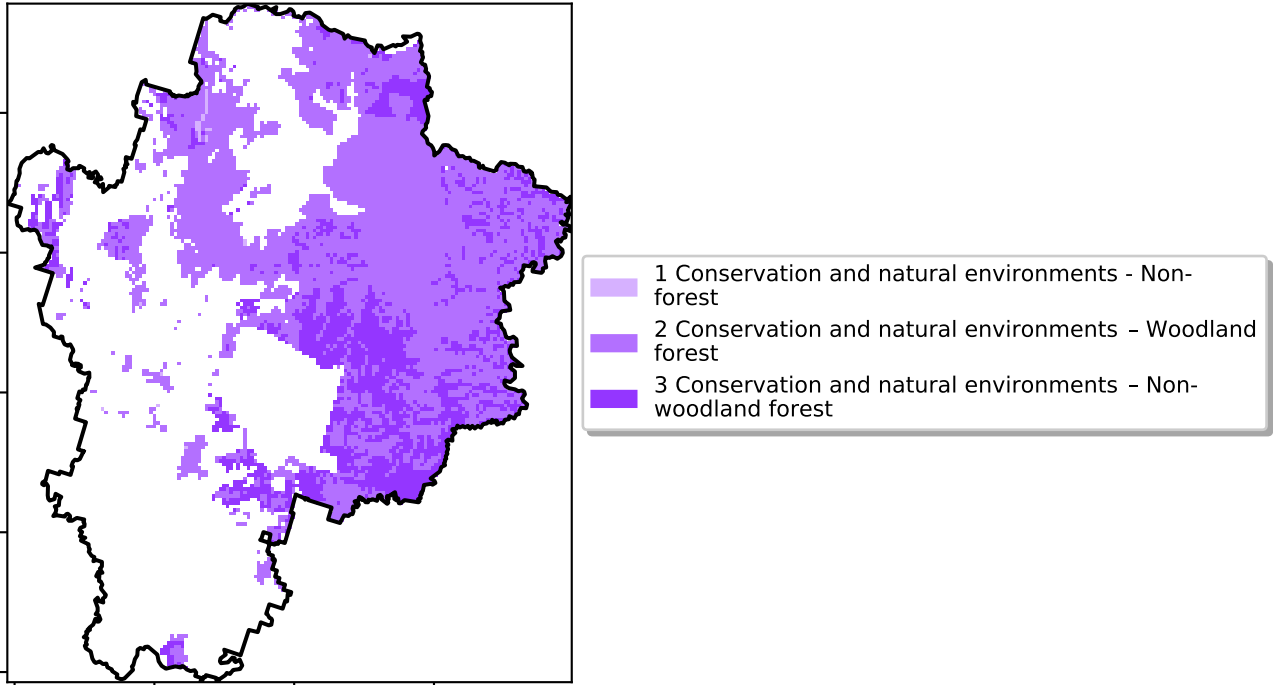 1 Conservation and natural environments - Non-
forest
2 Conservation and natural environments – Woodland
forest
3 Conservation and natural environments – Non-
woodland forest